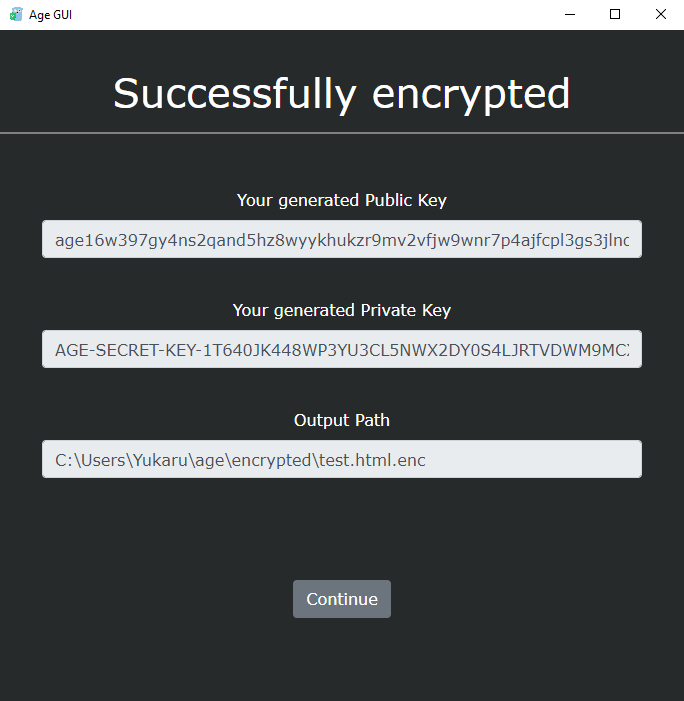 Age GUI
Successfully encrypted
Your generated Public Key
age16w397gy4ns2qand5hz8wyykhukzr9mv2vfjw9wnr7p4ajfcpl3gs3jlnc
Your generated Private Key
AGE-SECRET-KEY-1T640JK448WP3YU3CL5NWX2DY0S4LJRTVDWM9MCX
Output Path
C:\Users\Yukaru\age\encrypted\test.html.enc
Continue